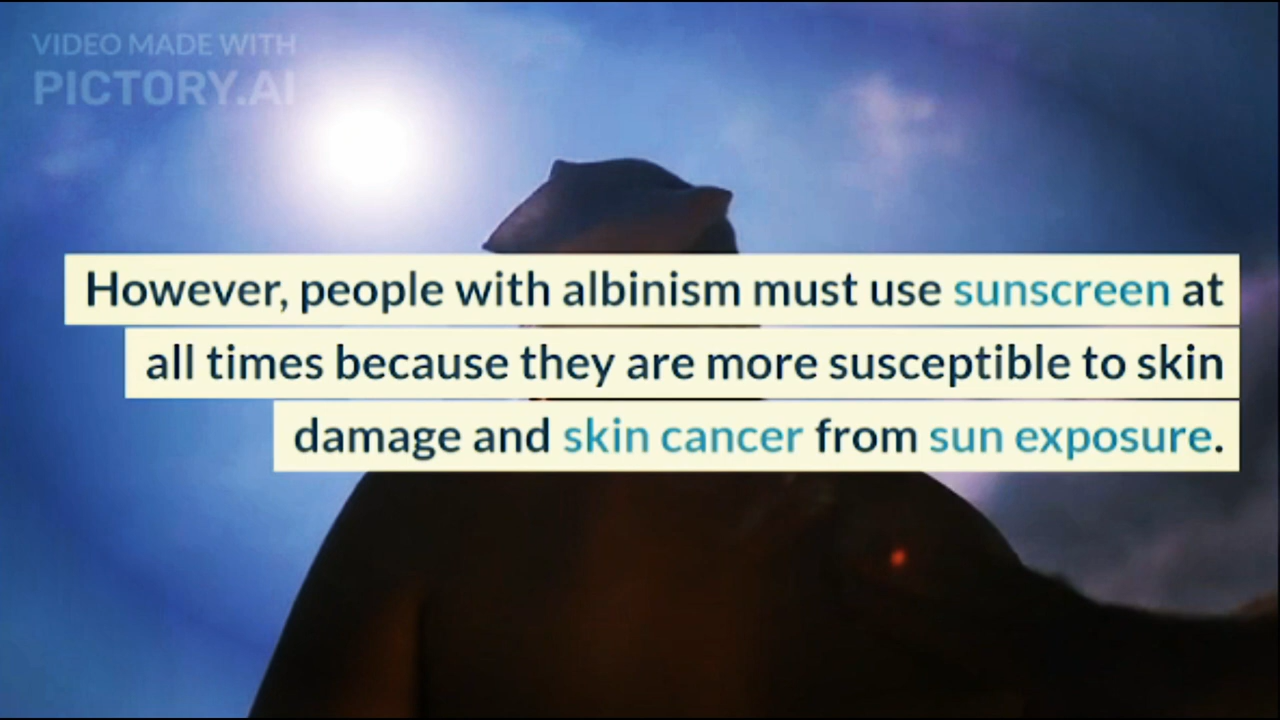 VIDEO MADE WITH
PICTORY.AI
However, people with albinism must use sunscreen at
all times because they are more susceptible to skin
damage and skin cancer from sun exposure.